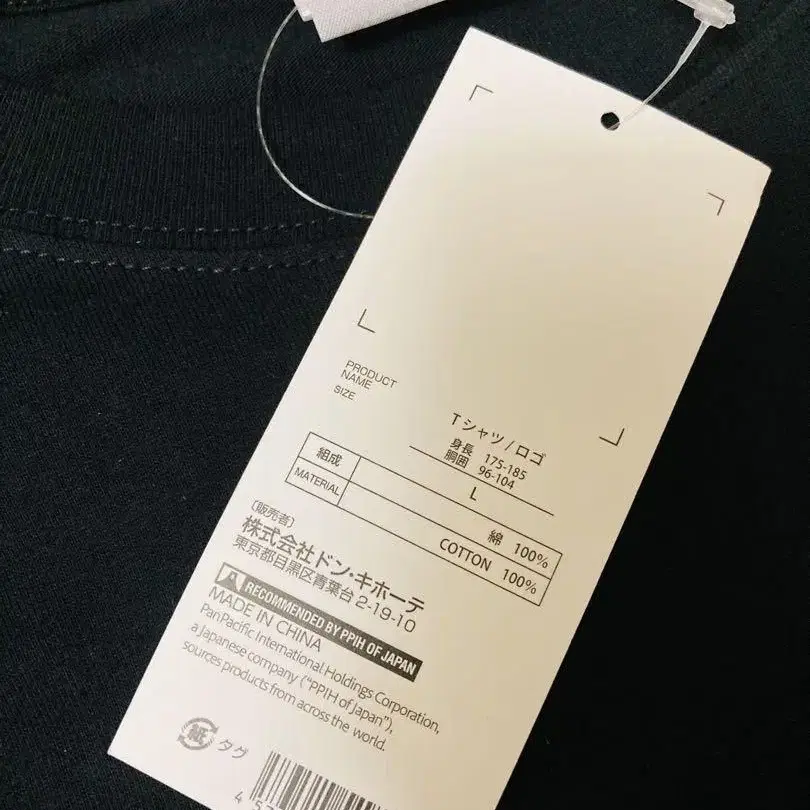 PRODUCT
NAME
Tシャツ/ロゴ
SIZE
身長 175-185
胴囲 96-104
L
組成 綿 100%
MATERIAL COTTON 100%
〔販売者〕
株式会社ドン・キホーテ
東京都目黒区青葉台 2-19-10
RECOMMENDED BY PPIH OF JAPAN
MADE IN CHINA
PanPacific International Holdings Corporation,
a Japanese company ("PPIH of Japan"),
sources products from across the world.
紙 タグ